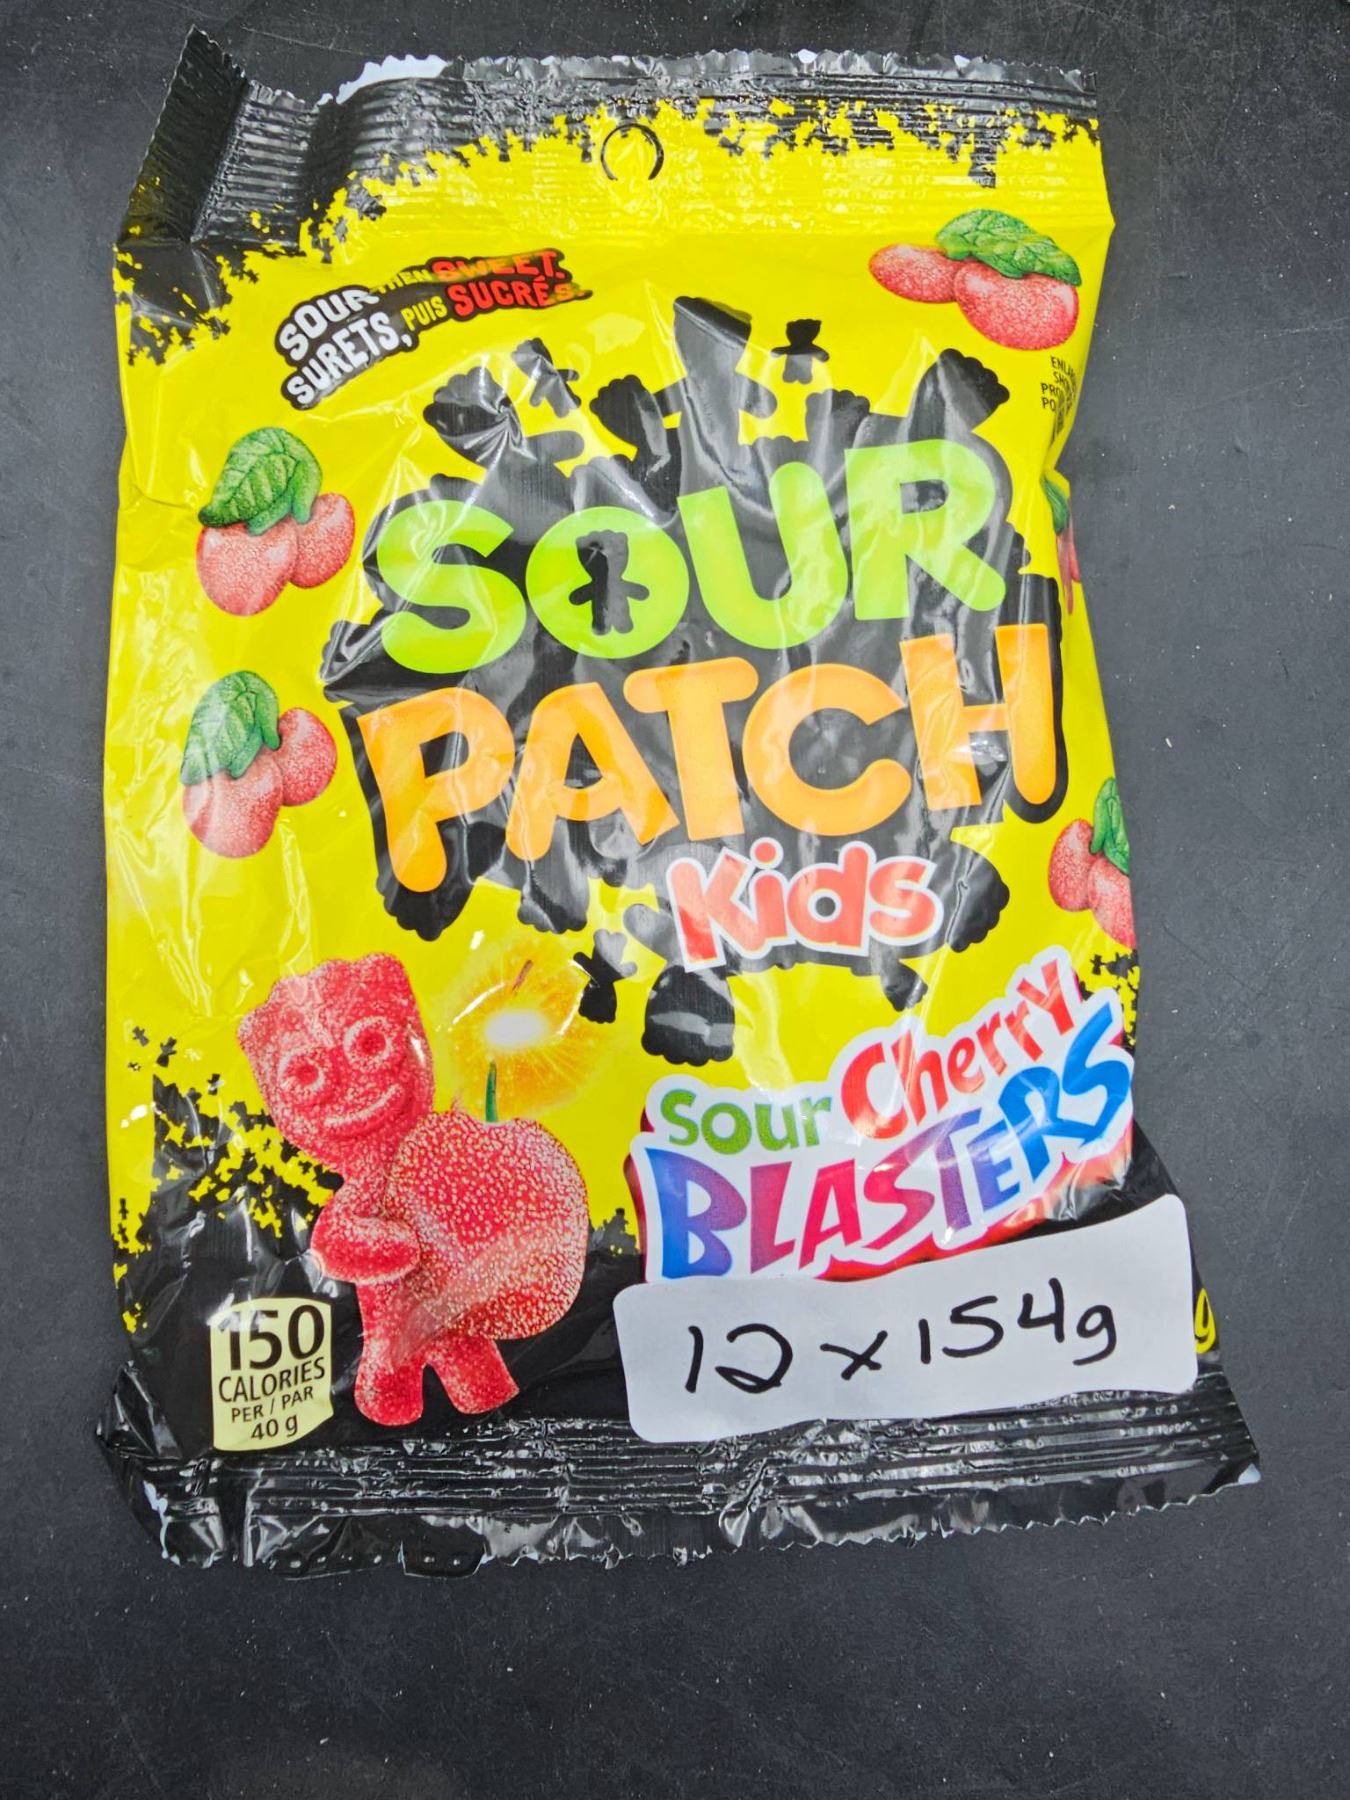 SOUR THEN SWEET.
SURETS, PUIS SUCRÉS.
SOUR
PATCH
Kids
Sour Cherry
BLASTERS
150
CALORIES
PER / PAR
40 g
12 x 154g
g